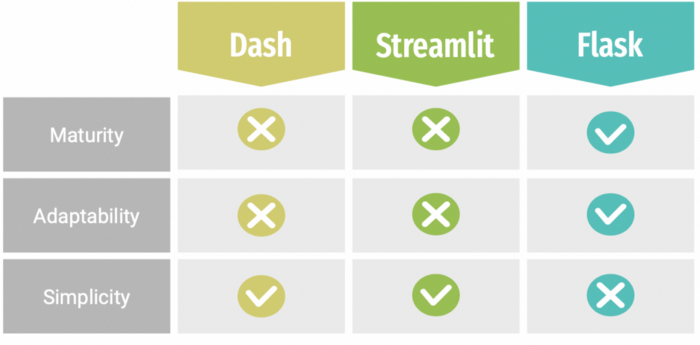 Dash Streamlit Flask
Maturity
Adaptability
Simplicity